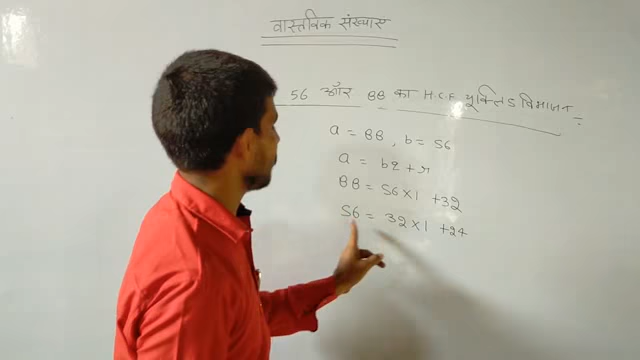 वास्तविक संख्याएं
56 और 88 का H.C.F युक्लिड विभाजन
a = 88, b = 56
a = bq + r
88 = 56×1 +32
56 = 32×1 +24